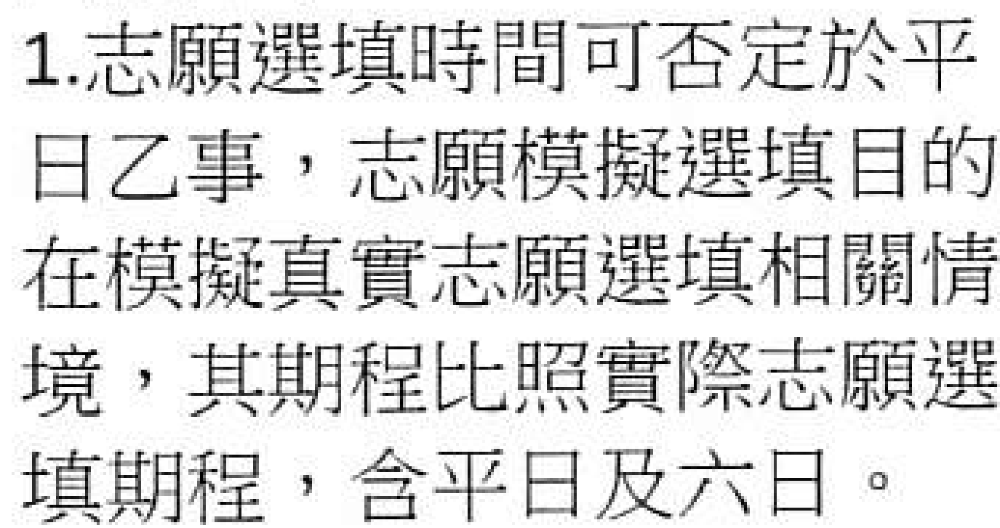 1.志願選填時間可否定於平
日乙事，志願模擬選填目的
在模擬真實志願選填相關情
境，其期程比照實際志願選
填期程，含平日及六日。